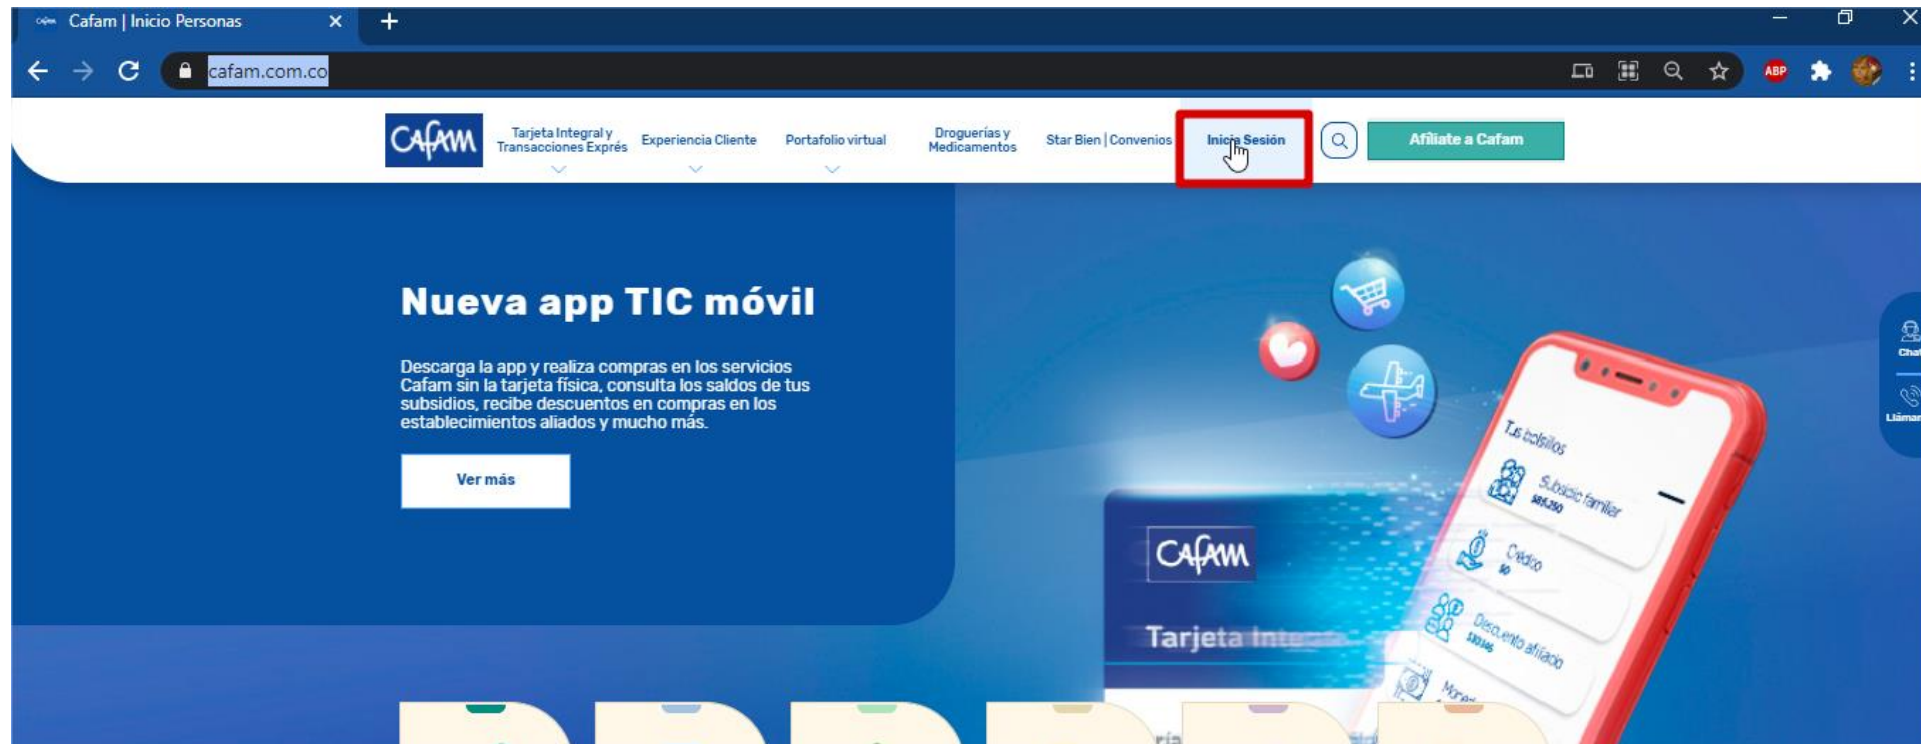 Cafam | Inicio Personas
cafam.com.co
ABP
CAFAM
Tarjeta Integral y
Transacciones Exprés
Experiencia Cliente
Portafolio virtual
Droguerías y
Medicamentos
Star Bien | Convenios
Inicia Sesión
Afíliate a Cafam
Nueva app TIC móvil
Descarga la app y realiza compras en los servicios
Cafam sin la tarjeta física, consulta los saldos de tus
subsidios, recibe descuentos en compras en los
establecimientos aliados y mucho más.
Ver más
Chat
Tus bolsillos
Subsidio familiar
Crédito
$0
Descuento afiliado
CAFAM
Tarjeta